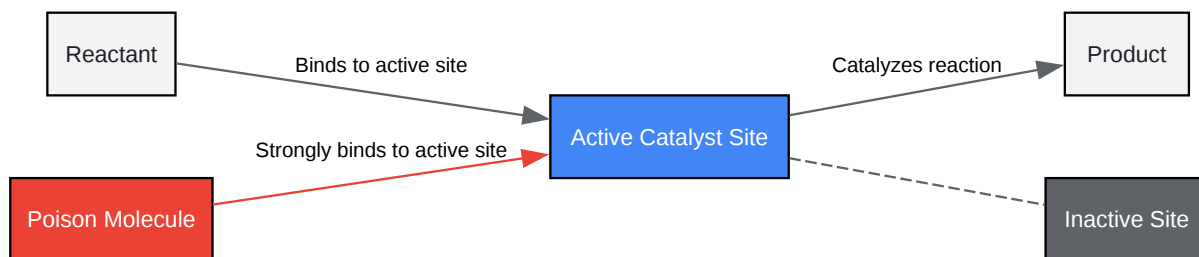 Reactant
Binds to active site
Catalyzes reaction
Product
Active Catalyst Site
Strongly binds to active site
Poison Molecule
Inactive Site